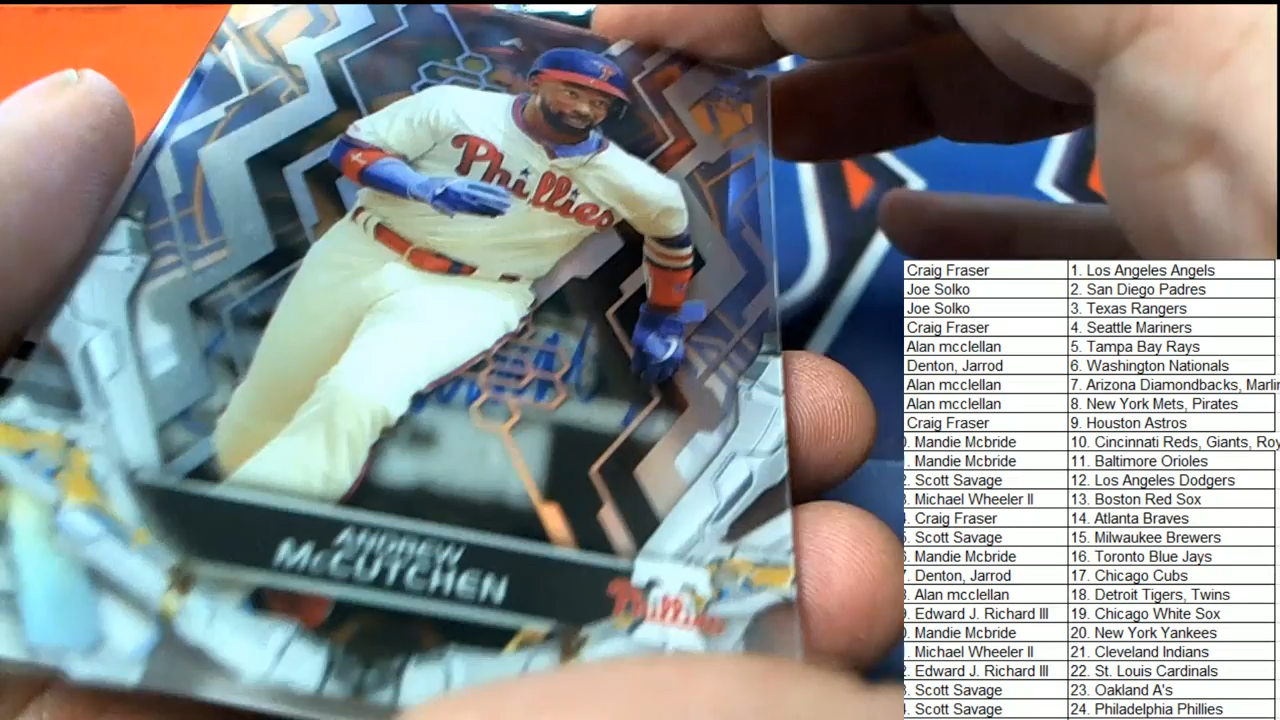 Phillies
ANDREW
McCUTCHEN
Phillies
Craig Fraser 1. Los Angeles Angels
Joe Solko 2. San Diego Padres
Joe Solko 3. Texas Rangers
Craig Fraser 4. Seattle Mariners
Alan mcclellan 5. Tampa Bay Rays
Denton, Jarrod 6. Washington Nationals
Alan mcclellan 7. Arizona Diamondbacks, Marli
Alan mcclellan 8. New York Mets, Pirates
Craig Fraser 9. Houston Astros
. Mandie Mcbride 10. Cincinnati Reds, Giants, Roy
. Mandie Mcbride 11. Baltimore Orioles
. Scott Savage 12. Los Angeles Dodgers
. Michael Wheeler II 13. Boston Red Sox
. Craig Fraser 14. Atlanta Braves
. Scott Savage 15. Milwaukee Brewers
. Mandie Mcbride 16. Toronto Blue Jays
. Denton, Jarrod 17. Chicago Cubs
. Alan mcclellan 18. Detroit Tigers, Twins
. Edward J. Richard III 19. Chicago White Sox
. Mandie Mcbride 20. New York Yankees
. Michael Wheeler II 21. Cleveland Indians
. Edward J. Richard III 22. St. Louis Cardinals
. Scott Savage 23. Oakland A's
. Scott Savage 24. Philadelphia Phillies